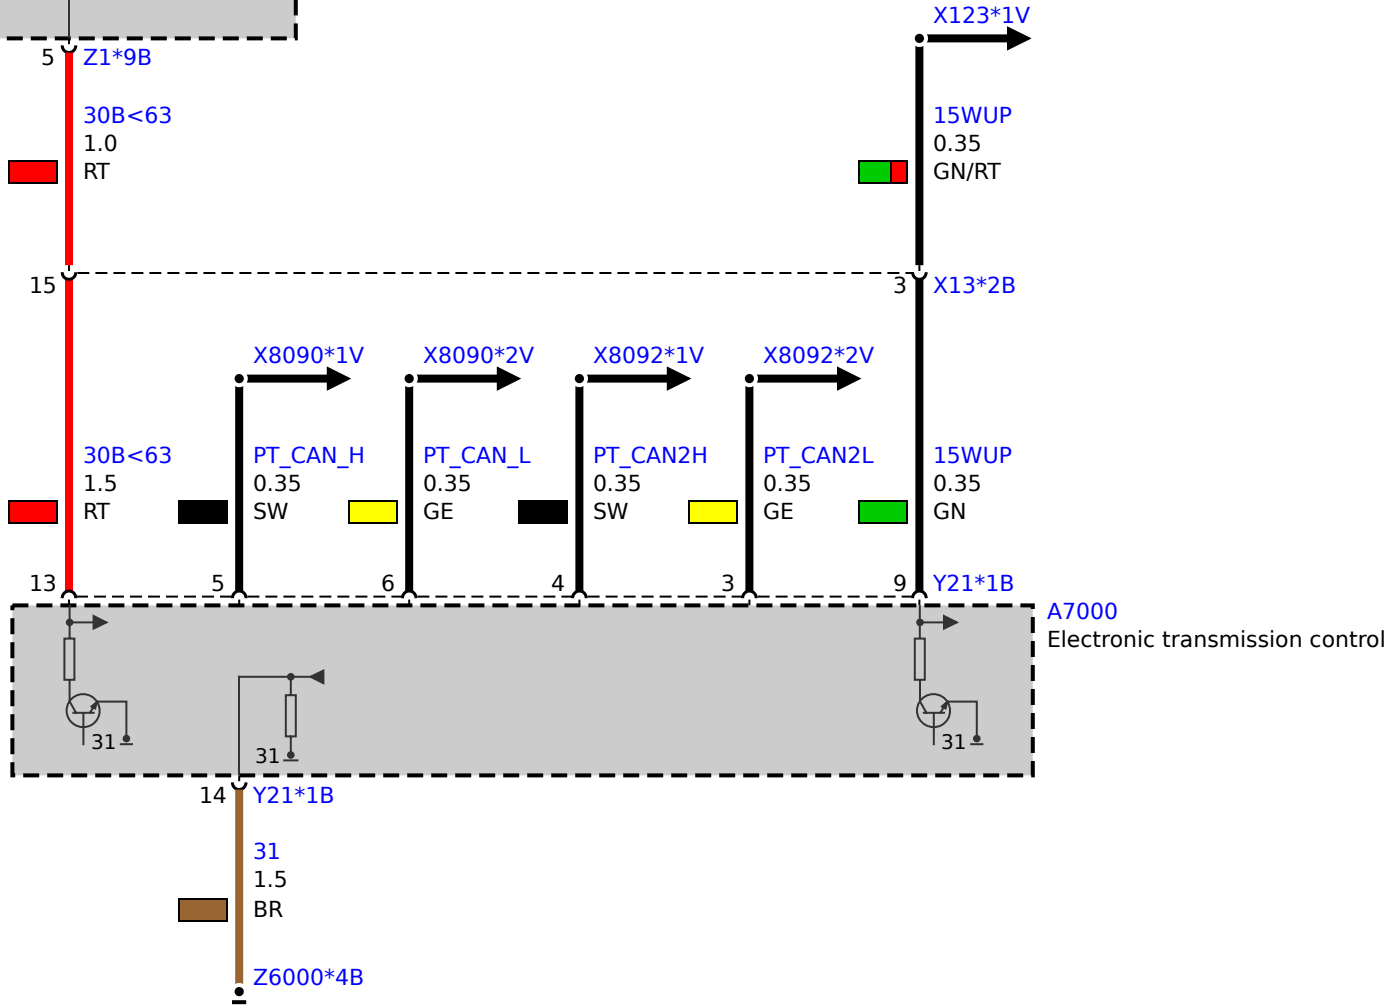 X123*1V
5 Z1*9B
30B<63 15WUP
1.0 0.35
RT GN/RT
15 3 X13*2B
X8090*1V X8090*2V X8092*1V X8092*2V
30B<63 PT_CAN_H PT_CAN_L PT_CAN2H PT_CAN2L 15WUP
1.5 0.35 0.35 0.35 0.35 0.35
RT SW GE SW GE GN
13 5 6 4 3 9 Y21*1B
A7000
Electronic transmission control
31 31 31
14 Y21*1B
31
1.5
BR
Z6000*4B